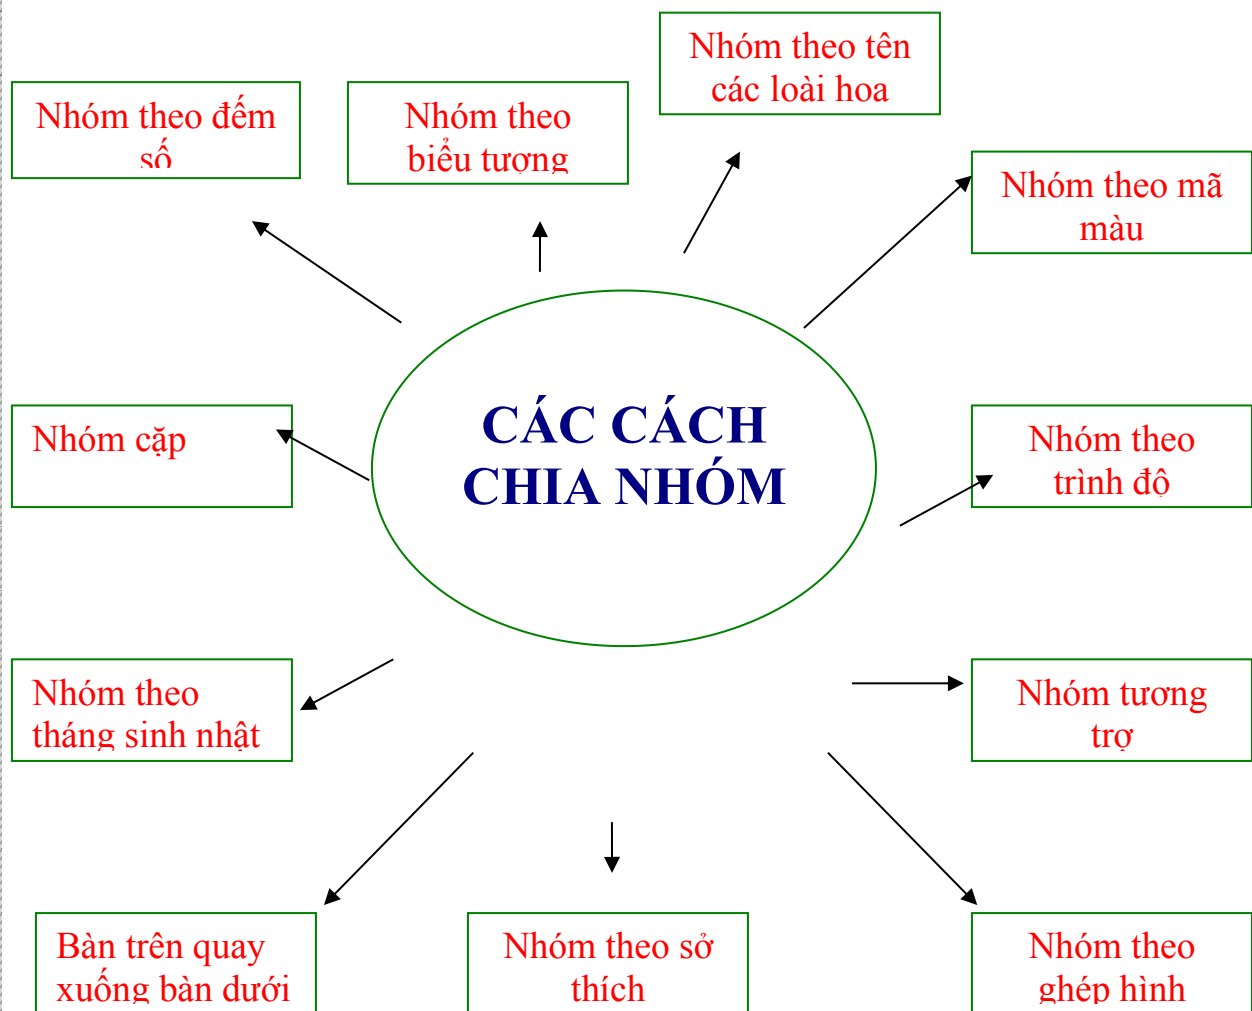 Nhóm theo tên
các loài hoa
Nhóm theo đếm
số
Nhóm theo
biểu tượng
Nhóm theo mã
màu
CÁC CÁCH
CHIA NHÓM
Nhóm cặp
Nhóm theo
trình độ
Nhóm theo
tháng sinh nhật
Nhóm tương
trợ
Bàn trên quay
xuống bàn dưới
Nhóm theo sở
thích
Nhóm theo
ghép hình